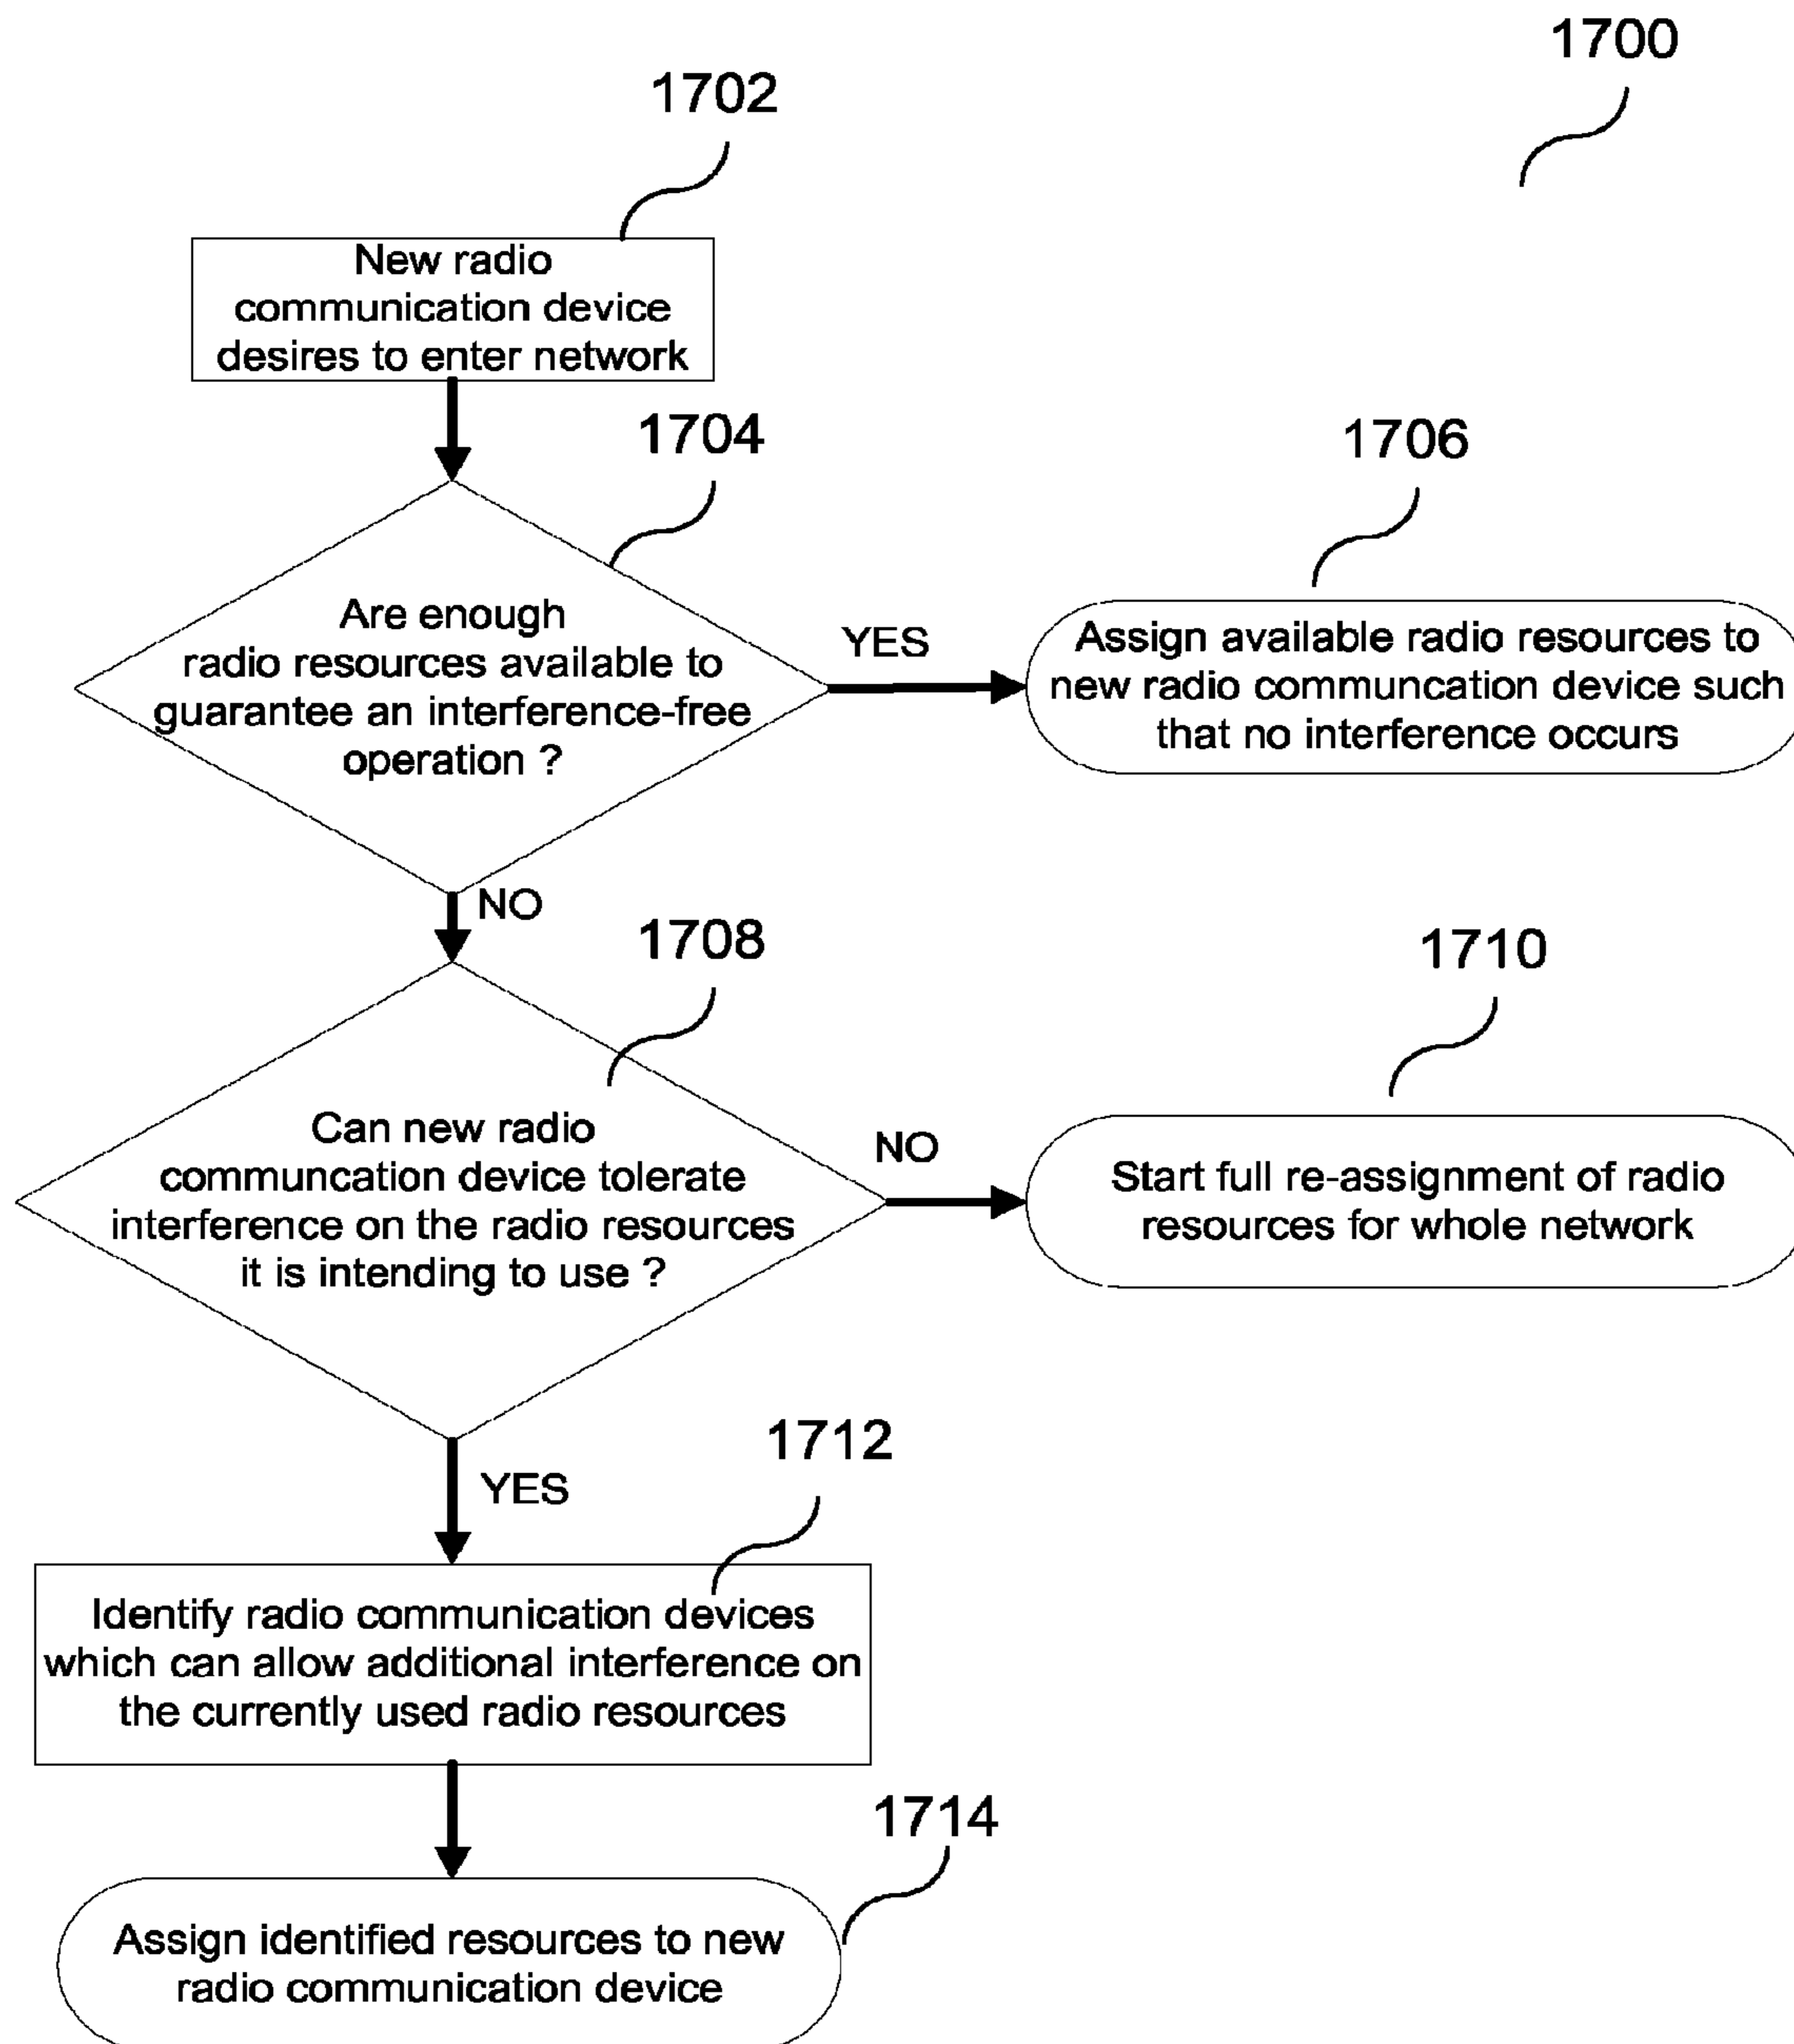 1700
1702
New radio
communication device
desires to enter network
1704
Are enough
radio resources available to
guarantee an interference-free
operation ?
YES
1706
Assign available radio resources to
new radio communcation device such
that no interference occurs
NO
1708
Can new radio
communcation device tolerate
interference on the radio resources
it is intending to use ?
NO
1710
Start full re-assignment of radio
resources for whole network
YES
1712
Identify radio communication devices
which can allow additional interference on
the currently used radio resources
1714
Assign identified resources to new
radio communication device